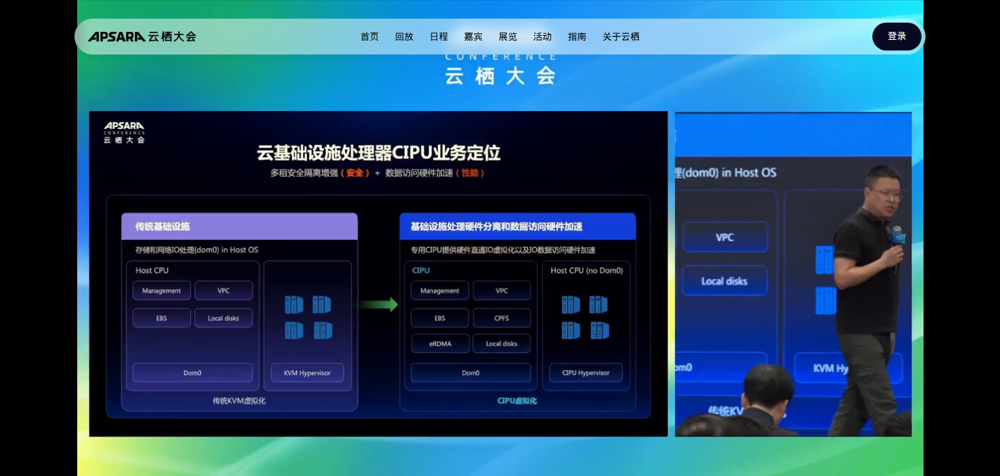 APSARA 云栖大会
首页 回放 日程 嘉宾 展览 活动 指南 关于云栖
登录
CONFERENCE
云栖大会
APSARA
CONFERENCE
云栖大会
云基础设施处理器CIPU业务定位
多租安全隔离增强（安全）+ 数据访问硬件加速（性能）
传统基础设施
存储和网络IO处理(dom0) in Host OS
Host CPU
Management VPC
EBS Local disks
Dom0
KVM Hypervisor
传统KVM虚拟化
基础设施处理硬件分离和数据访问硬件加速
专用CIPU提供硬件直通IO虚拟化以及IO数据访问硬件加速
CIPU
Host CPU (no Dom0)
Management VPC
EBS CPFS
eRDMA Local disks
Dom0
CIPU Hypervisor
CIPU虚拟化
理(dom0) in Host OS
VPC
Local disks
om0
KVM Hy
传统KV